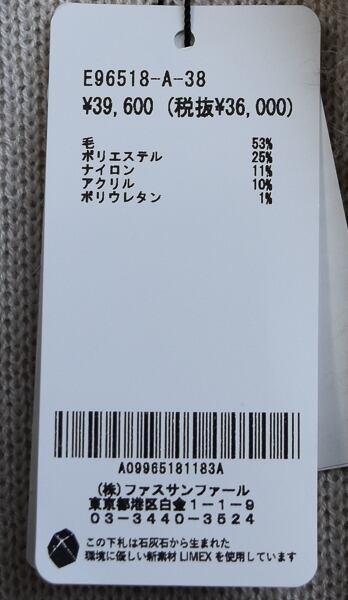 E96518-A-38
¥39,600 (税抜¥36,000)
毛 53%
ポリエステル 25%
ナイロン 11%
アクリル 10%
ポリウレタン 1%
A09965181183A
(株)ファスサンファール
東京都港区白金1-1-9
03-3440-3524
この下札は石灰石から生まれた
環境に優しい新素材 LIMEX を使用しています